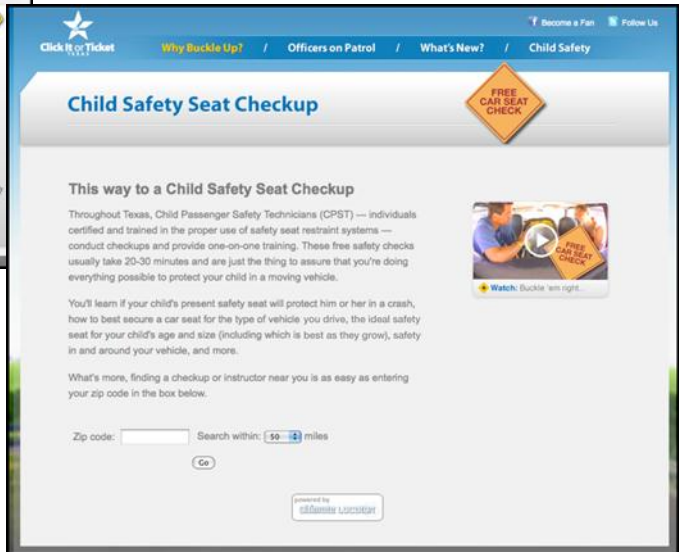 Become a Fan Follow Us
Click It or Ticket
TEXAS
Why Buckle Up? / Officers on Patrol / What's New? / Child Safety
Child Safety Seat Checkup
FREE
CAR SEAT
CHECK
This way to a Child Safety Seat Checkup
Throughout Texas, Child Passenger Safety Technicians (CPST) — individuals
certified and trained in the proper use of safety seat restraint systems —
conduct checkups and provide one-on-one training. These free safety checks
usually take 20-30 minutes and are just the thing to assure that you're doing
everything possible to protect your child in a moving vehicle.
FREE
CAR SEAT
CHECK
Watch: Buckle 'em right...
You'll learn if your child's present safety seat will protect him or her in a crash,
how to best secure a car seat for the type of vehicle you drive, the ideal safety
seat for your child's age and size (including which is best as they grow), safety
in and around your vehicle, and more.
What's more, finding a checkup or instructor near you is as easy as entering
your zip code in the box below.
Zip code: Search within: 50 miles
Go
powered by